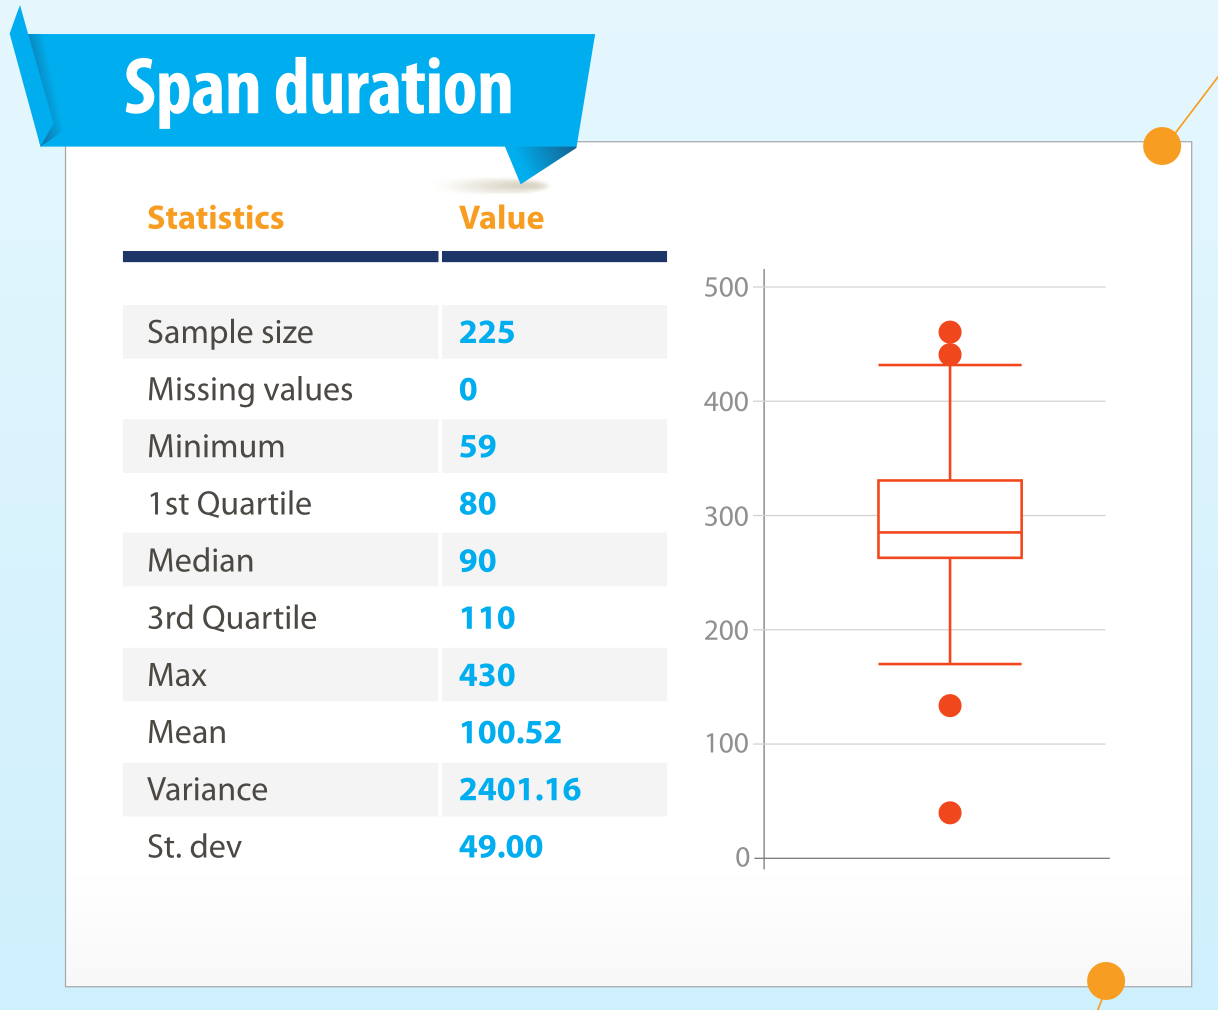 Span duration
Statistics Value
Sample size 225
Missing values 0
Minimum 59
1st Quartile 80
Median 90
3rd Quartile 110
Max 430
Mean 100.52
Variance 2401.16
St. dev 49.00
500
400
300
200
100
0